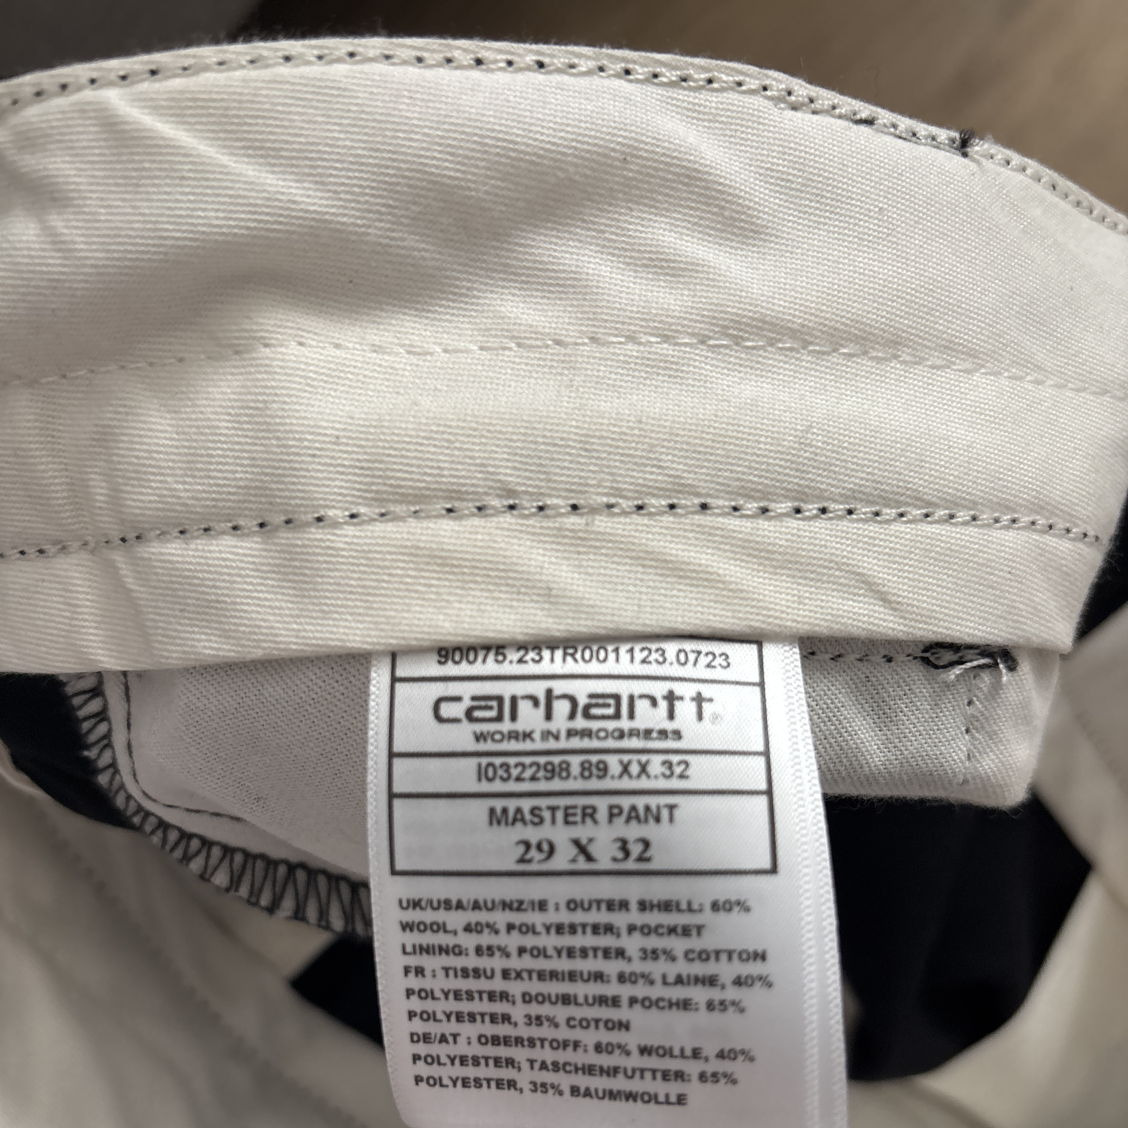 90075.23TR001123.0723
carhartt®
WORK IN PROGRESS
I032298.89.XX.32
MASTER PANT
29 X 32
UK/USA/AU/NZ/IE : OUTER SHELL: 60%
WOOL, 40% POLYESTER; POCKET
LINING: 65% POLYESTER, 35% COTTON
FR : TISSU EXTERIEUR: 60% LAINE, 40%
POLYESTER; DOUBLURE POCHE: 65%
POLYESTER, 35% COTON
DE/AT : OBERSTOFF: 60% WOLLE, 40%
POLYESTER; TASCHENFUTTER: 65%
POLYESTER, 35% BAUMWOLLE